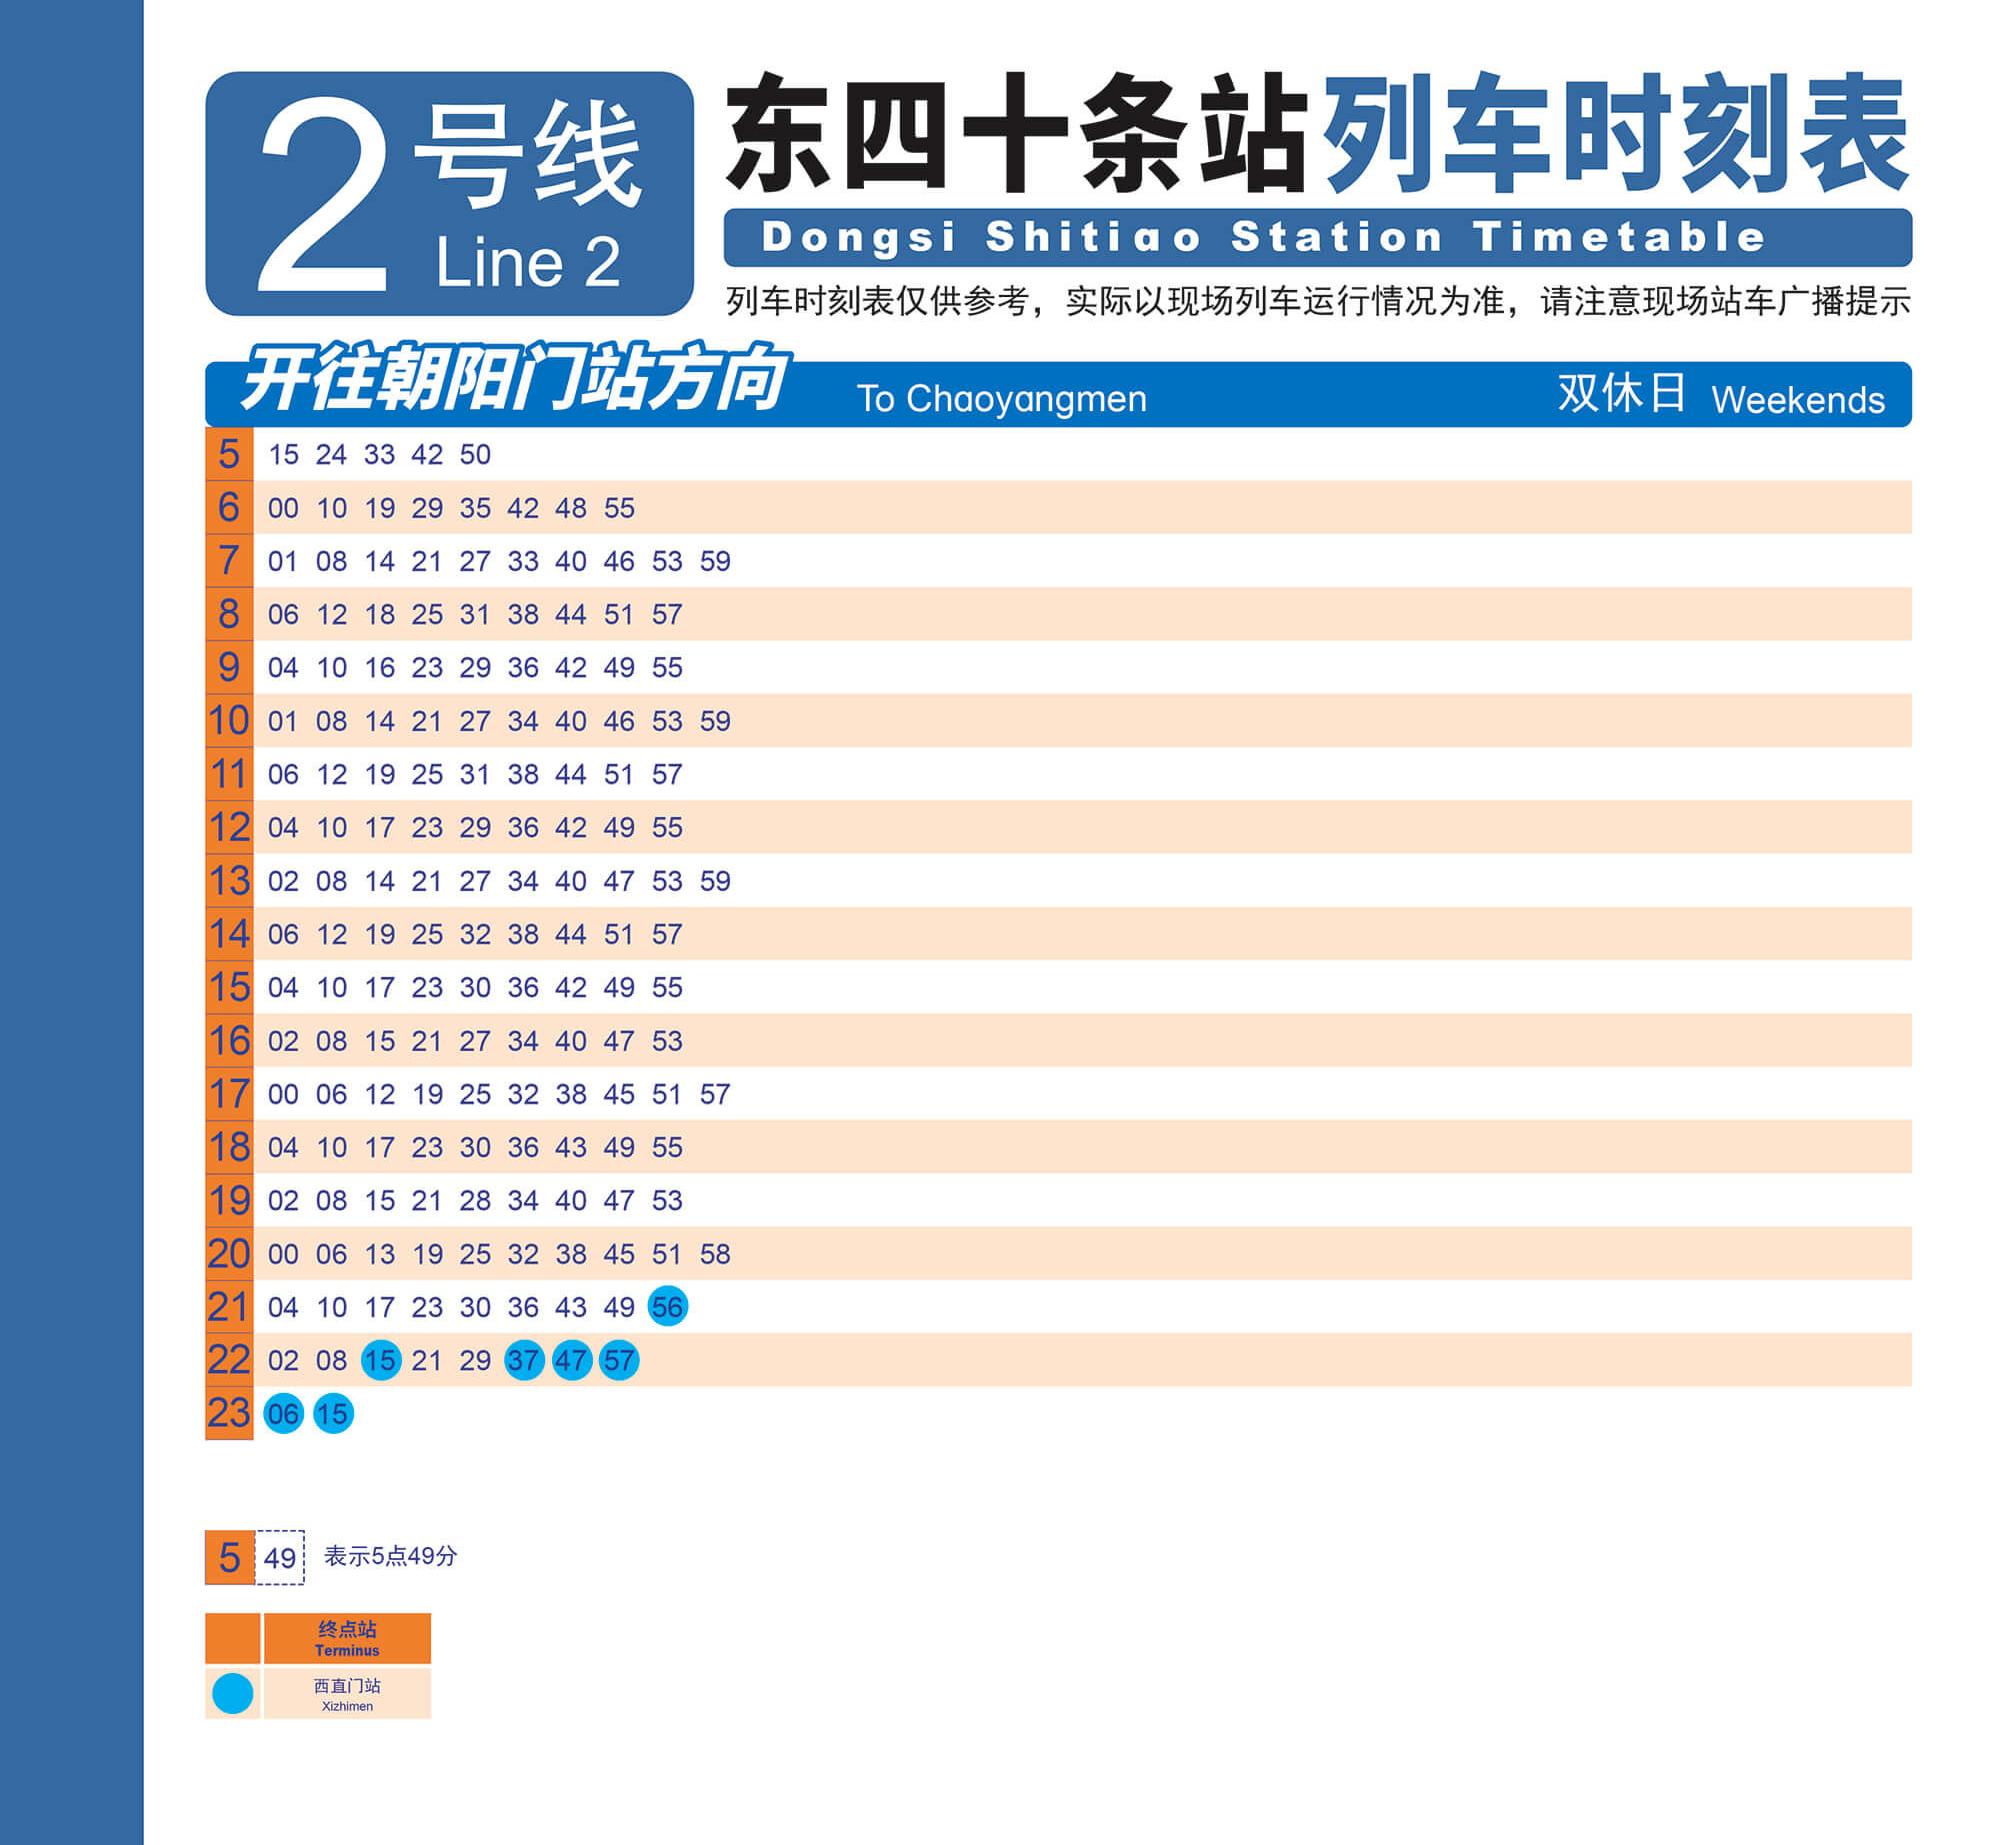 2号线
Line 2
东四十条站列车时刻表
Dongsi Shitiao Station Timetable
列车时刻表仅供参考，实际以现场列车运行情况为准，请注意现场站车广播提示
开往朝阳门站方向 To Chaoyangmen 双休日 Weekends
5 15 24 33 42 50
6 00 10 19 29 35 42 48 55
7 01 08 14 21 27 33 40 46 53 59
8 06 12 18 25 31 38 44 51 57
9 04 10 16 23 29 36 42 49 55
10 01 08 14 21 27 34 40 46 53 59
11 06 12 19 25 31 38 44 51 57
12 04 10 17 23 29 36 42 49 55
13 02 08 14 21 27 34 40 47 53 59
14 06 12 19 25 32 38 44 51 57
15 04 10 17 23 30 36 42 49 55
16 02 08 15 21 27 34 40 47 53
17 00 06 12 19 25 32 38 45 51 57
18 04 10 17 23 30 36 43 49 55
19 02 08 15 21 28 34 40 47 53
20 00 06 13 19 25 32 38 45 51 58
21 04 10 17 23 30 36 43 49 56
22 02 08 15 21 29 37 47 57
23 06 15
5 49 表示5点49分
终点站
Terminus
西直门站
Xizhimen